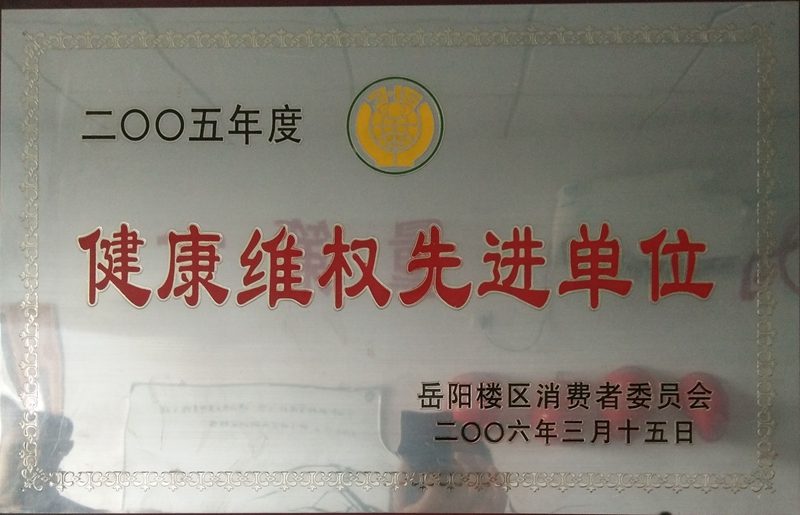 二〇〇五年度
健康维权先进单位
岳阳楼区消费者委员会
二〇〇六年三月十五日